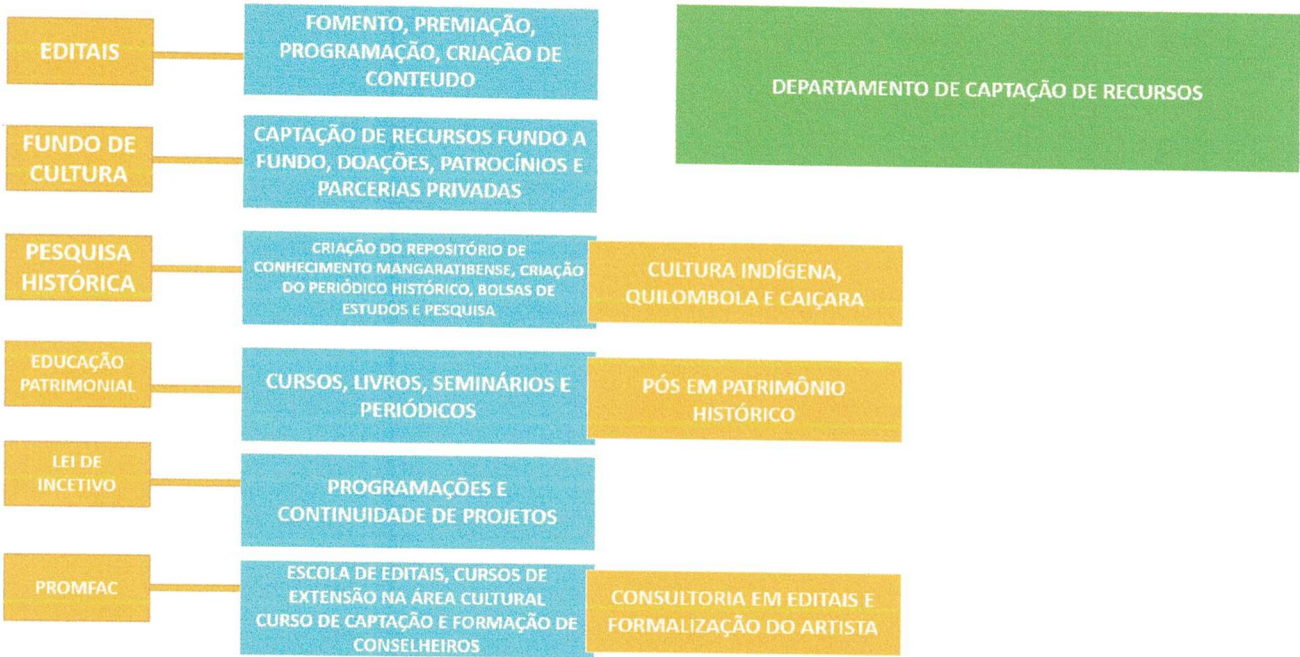 EDITAIS
FOMENTO, PREMIAÇÃO,
PROGRAMAÇÃO, CRIAÇÃO DE
CONTEUDO
DEPARTAMENTO DE CAPTAÇÃO DE RECURSOS
FUNDO DE
CULTURA
CAPTAÇÃO DE RECURSOS FUNDO A
FUNDO, DOAÇÕES, PATROCÍNIOS E
PARCERIAS PRIVADAS
PESQUISA
HISTÓRICA
CRIAÇÃO DO REPOSITÓRIO DE
CONHECIMENTO MANGARATIBENSE, CRIAÇÃO
DO PERIÓDICO HISTÓRICO, BOLSAS DE
ESTUDOS E PESQUISA
CULTURA INDÍGENA,
QUILOMBOLA E CAIÇARA
EDUCAÇÃO
PATRIMONIAL
CURSOS, LIVROS, SEMINÁRIOS E
PERIÓDICOS
PÓS EM PATRIMÔNIO
HISTÓRICO
LEI DE
INCETIVO
PROGRAMAÇÕES E
CONTINUIDADE DE PROJETOS
PROMFAC
ESCOLA DE EDITAIS, CURSOS DE
EXTENSÃO NA ÁREA CULTURAL
CURSO DE CAPTAÇÃO E FORMAÇÃO DE
CONSELHEIROS
CONSULTORIA EM EDITAIS E
FORMALIZAÇÃO DO ARTISTA